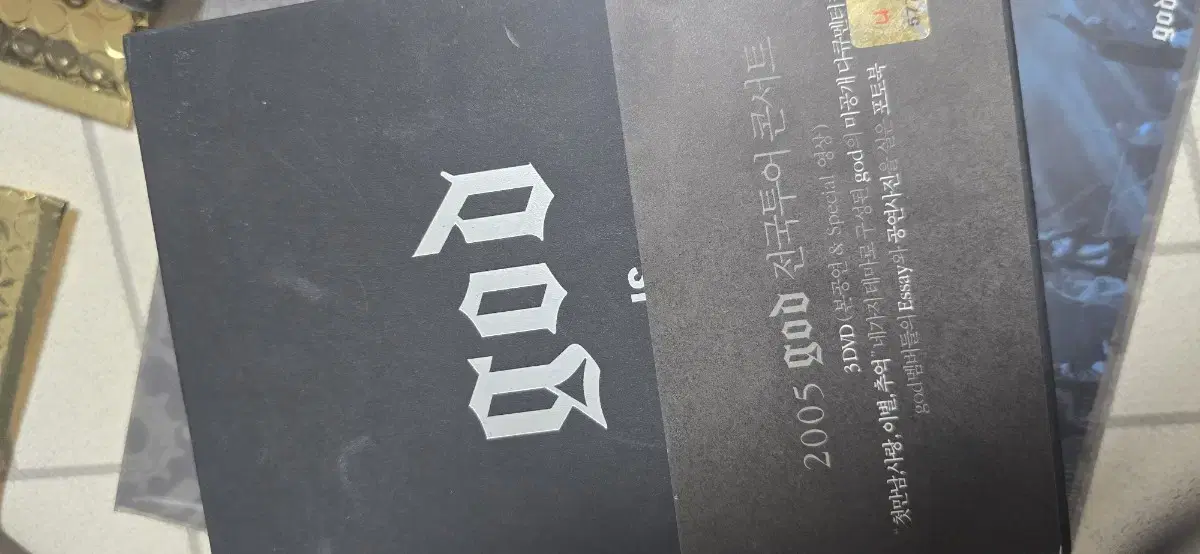 god
is
2005 god 전국투어 콘서트
3DVD (본공연 & Special 영상)
"첫만남,사랑,이별,추억" 네가지 테마로 구성된 god의 미공개 다큐멘터리
god 멤버들의 Essay와 공연사진을 실은 포토북
god